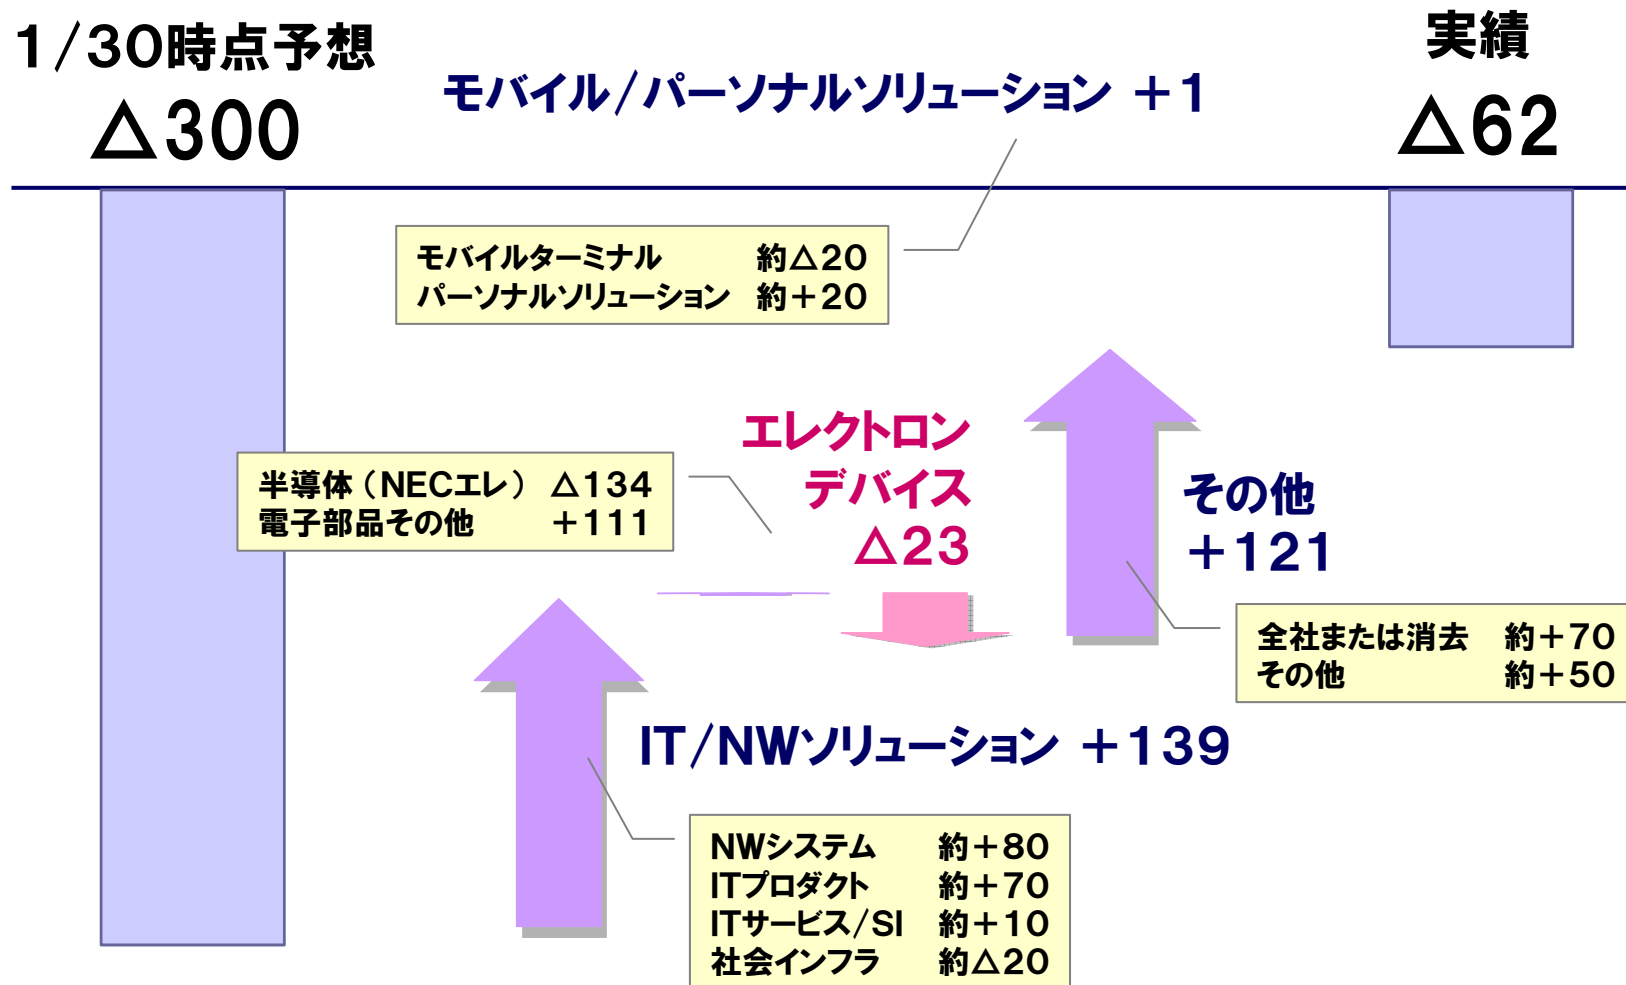 1/30時点予想
△300
モバイル/パーソナルソリューション +1
実績
△62
モバイルターミナル 約△20
パーソナルソリューション 約+20
エレクトロン
デバイス
△23
半導体(NECエレ) △134
電子部品その他 +111
その他
+121
全社または消去 約+70
その他 約+50
IT/NWソリューション +139
NWシステム 約+80
ITプロダクト 約+70
ITサービス/SI 約+10
社会インフラ 約△20